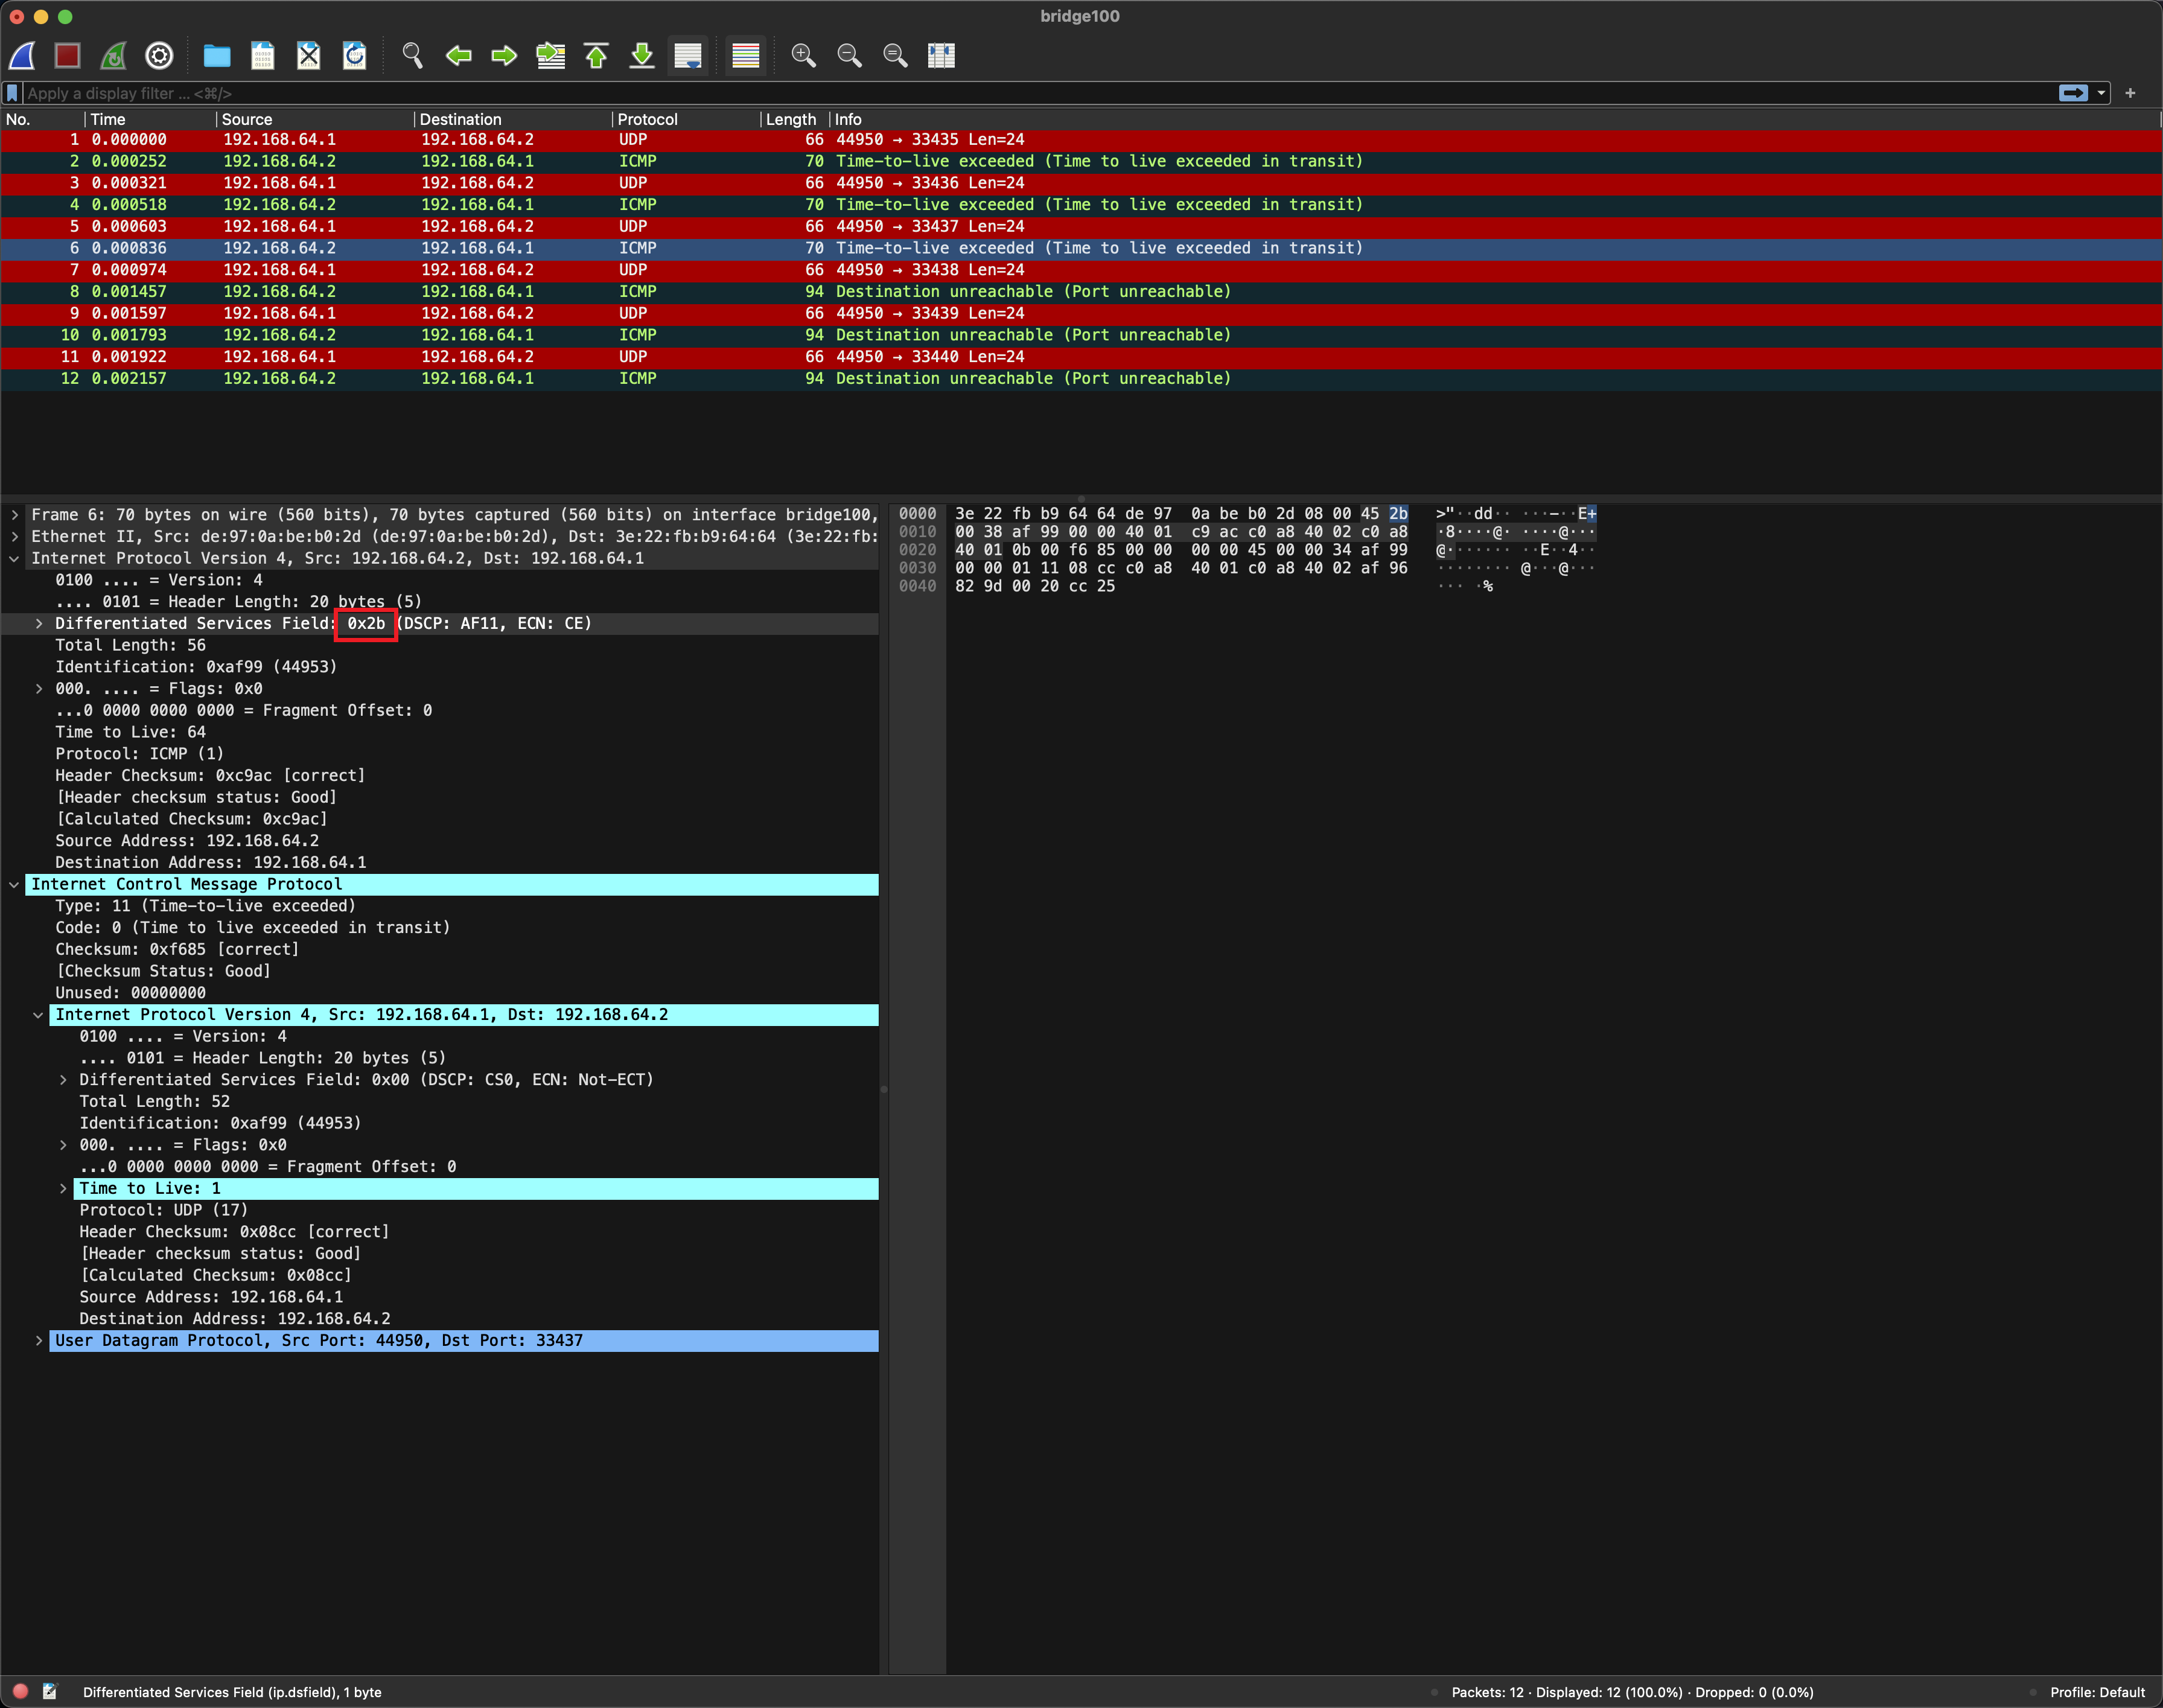 bridge100
Apply a display filter ... <⌘/>
No. Time Source Destination Protocol Length Info
1 0.000000 192.168.64.1 192.168.64.2 UDP 66 44950 → 33435 Len=24
2 0.000252 192.168.64.2 192.168.64.1 ICMP 70 Time-to-live exceeded (Time to live exceeded in transit)
3 0.000321 192.168.64.1 192.168.64.2 UDP 66 44950 → 33436 Len=24
4 0.000518 192.168.64.2 192.168.64.1 ICMP 70 Time-to-live exceeded (Time to live exceeded in transit)
5 0.000603 192.168.64.1 192.168.64.2 UDP 66 44950 → 33437 Len=24
6 0.000836 192.168.64.2 192.168.64.1 ICMP 70 Time-to-live exceeded (Time to live exceeded in transit)
7 0.000974 192.168.64.1 192.168.64.2 UDP 66 44950 → 33438 Len=24
8 0.001457 192.168.64.2 192.168.64.1 ICMP 94 Destination unreachable (Port unreachable)
9 0.001597 192.168.64.1 192.168.64.2 UDP 66 44950 → 33439 Len=24
10 0.001793 192.168.64.2 192.168.64.1 ICMP 94 Destination unreachable (Port unreachable)
11 0.001922 192.168.64.1 192.168.64.2 UDP 66 44950 → 33440 Len=24
12 0.002157 192.168.64.2 192.168.64.1 ICMP 94 Destination unreachable (Port unreachable)
Frame 6: 70 bytes on wire (560 bits), 70 bytes captured (560 bits) on interface bridge100,
Ethernet II, Src: de:97:0a:be:b0:2d (de:97:0a:be:b0:2d), Dst: 3e:22:fb:b9:64:64 (3e:22:fb:
Internet Protocol Version 4, Src: 192.168.64.2, Dst: 192.168.64.1
0100 .... = Version: 4
.... 0101 = Header Length: 20 bytes (5)
Differentiated Services Field: 0x2b (DSCP: AF11, ECN: CE)
Total Length: 56
Identification: 0xaf99 (44953)
000. .... = Flags: 0x0
...0 0000 0000 0000 = Fragment Offset: 0
Time to Live: 64
Protocol: ICMP (1)
Header Checksum: 0xc9ac [correct]
[Header checksum status: Good]
[Calculated Checksum: 0xc9ac]
Source Address: 192.168.64.2
Destination Address: 192.168.64.1
Internet Control Message Protocol
Type: 11 (Time-to-live exceeded)
Code: 0 (Time to live exceeded in transit)
Checksum: 0xf685 [correct]
[Checksum Status: Good]
Unused: 00000000
Internet Protocol Version 4, Src: 192.168.64.1, Dst: 192.168.64.2
0100 .... = Version: 4
.... 0101 = Header Length: 20 bytes (5)
Differentiated Services Field: 0x00 (DSCP: CS0, ECN: Not-ECT)
Total Length: 52
Identification: 0xaf99 (44953)
000. .... = Flags: 0x0
...0 0000 0000 0000 = Fragment Offset: 0
Time to Live: 1
Protocol: UDP (17)
Header Checksum: 0x08cc [correct]
[Header checksum status: Good]
[Calculated Checksum: 0x08cc]
Source Address: 192.168.64.1
Destination Address: 192.168.64.2
User Datagram Protocol, Src Port: 44950, Dst Port: 33437
0000 3e 22 fb b9 64 64 de 97 0a be b0 2d 08 00 45 2b >"··dd·· ···-··E+
0010 00 38 af 99 00 00 40 01 c9 ac c0 a8 40 02 c0 a8 ·8····@· ····@···
0020 40 01 0b 00 f6 85 00 00 00 00 45 00 00 34 af 99 @······· ··E··4··
0030 00 00 01 11 08 cc c0 a8 40 01 c0 a8 40 02 af 96 ········ @···@···
0040 82 9d 00 20 cc 25 ··· ·%
Differentiated Services Field (ip.dsfield), 1 byte
Packets: 12 · Displayed: 12 (100.0%) · Dropped: 0 (0.0%)
Profile: Default